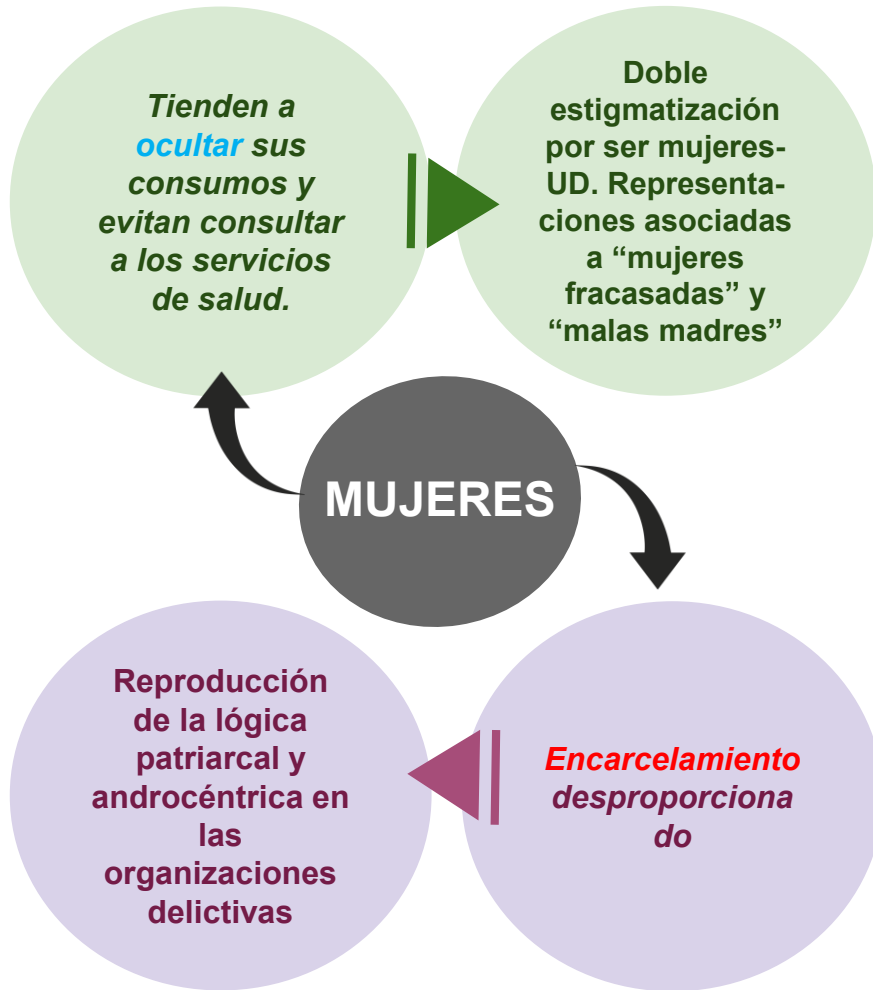 Tienden a
ocultar sus
consumos y
evitan consultar
a los servicios
de salud.
Doble
estigmatización
por ser mujeres-
UD. Representa-
ciones asociadas
a “mujeres
fracasadas” y
“malas madres”
MUJERES
Reproducción
de la lógica
patriarcal y
androcéntrica en
las
organizaciones
delictivas
Encarcelamiento
desproporciona
do